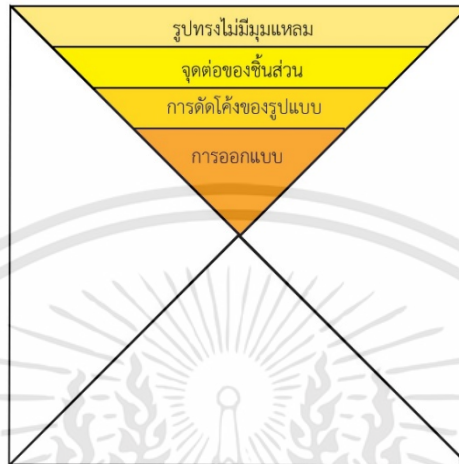 รูปทรงไม่มีมุมแหลม
จุดต่อของชิ้นส่วน
การดัดโค้งของรูปแบบ
การออกแบบ